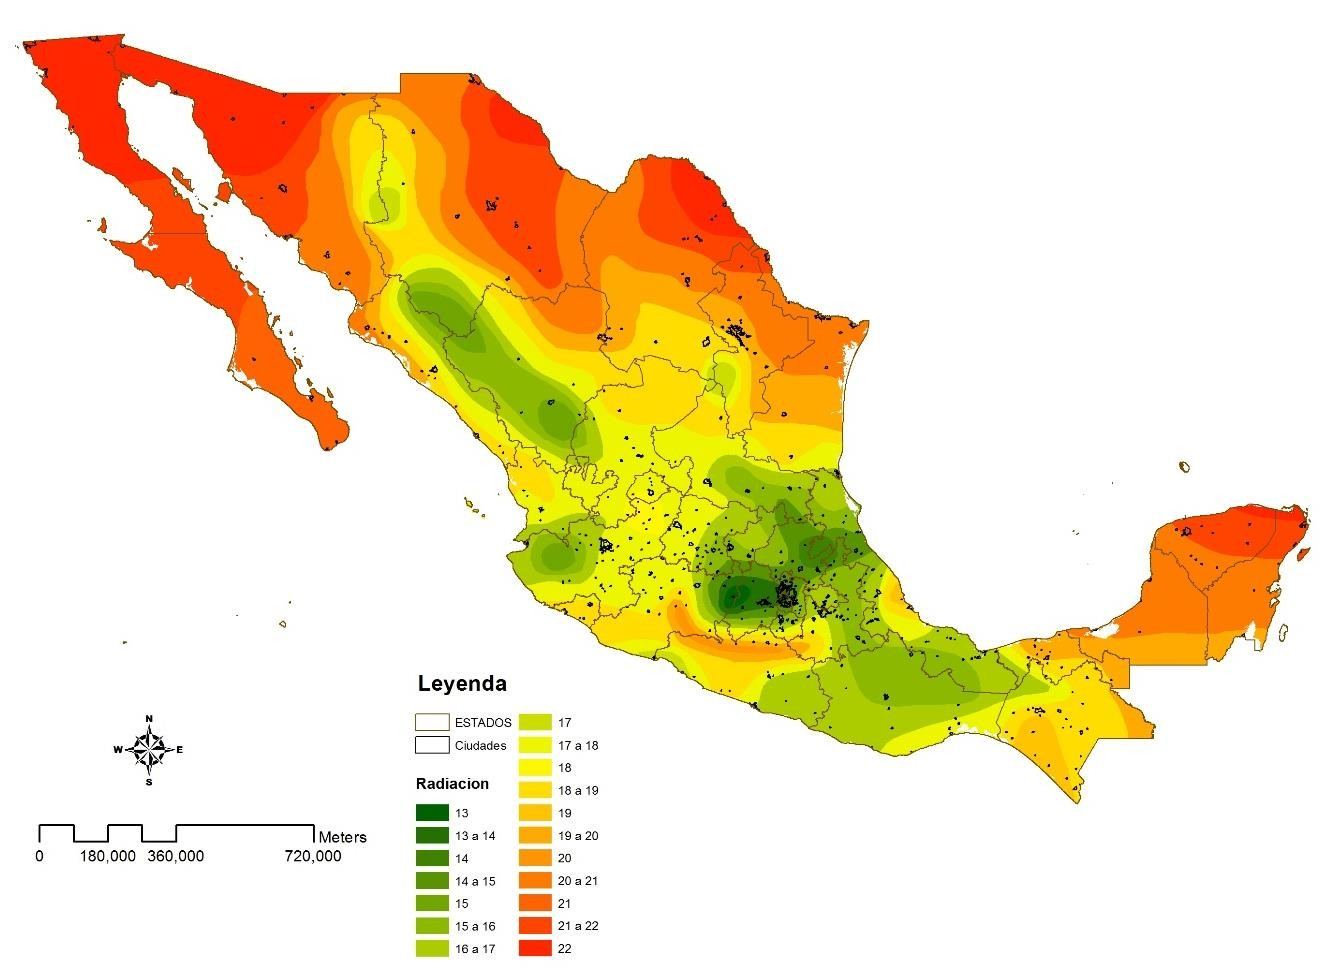 Leyenda
ESTADOS
Ciudades
Radiacion
13
13 a 14
14
14 a 15
15
15 a 16
16 a 17
17
17 a 18
18
18 a 19
19
19 a 20
20
20 a 21
21
21 a 22
22
N
W E
S
Meters
0 180,000 360,000 720,000